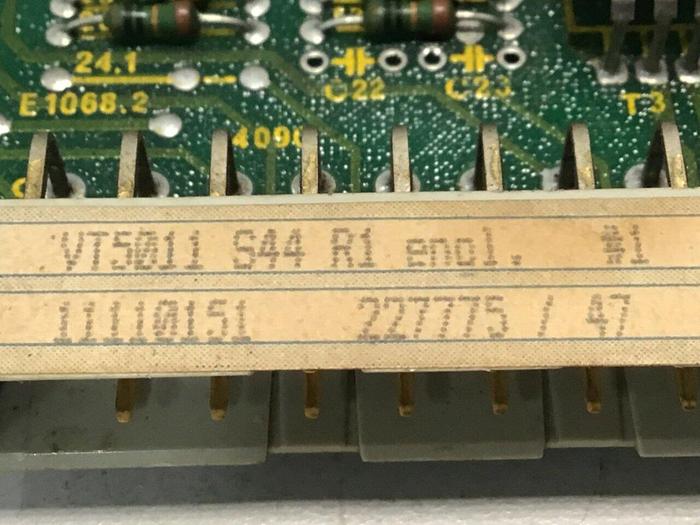 24.1
E1068.2
C22
C23
T3
VT5011 S44 R1 engl. #1
11110151 227775 / 47